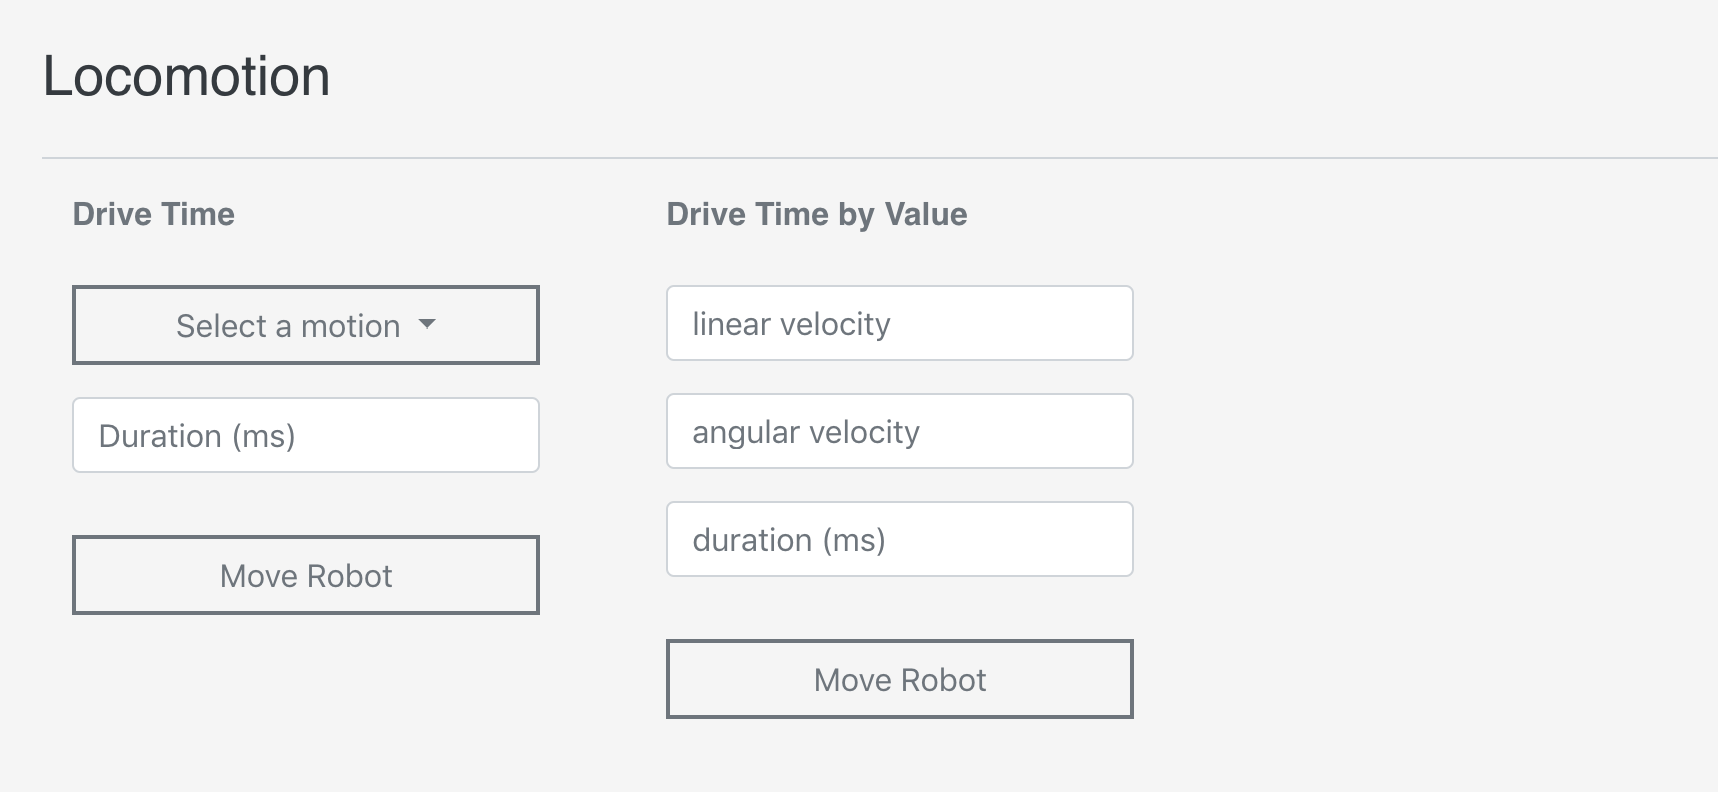 Locomotion
Drive Time
Select a motion
Duration (ms)
Move Robot
Drive Time by Value
linear velocity
angular velocity
duration (ms)
Move Robot